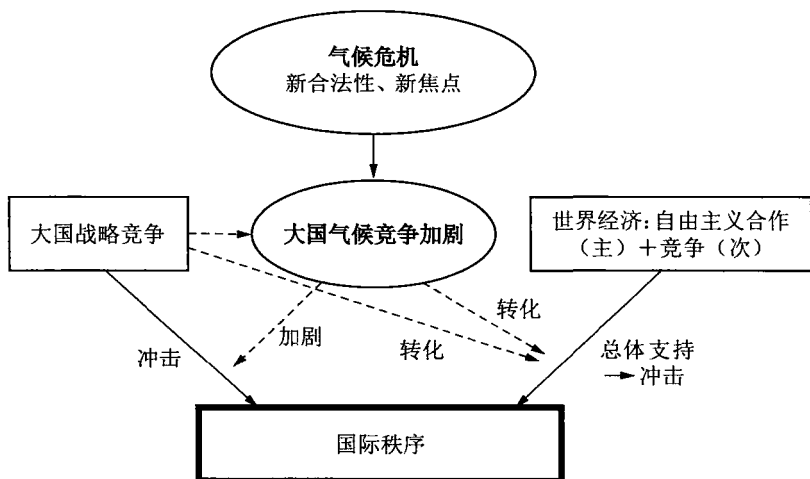 气候危机
新合法性、新焦点
大国战略竞争
大国气候竞争加剧
世界经济：自由主义合作
（主）＋竞争（次）
转化
加剧
转化
冲击
总体支持
冲击
国际秩序